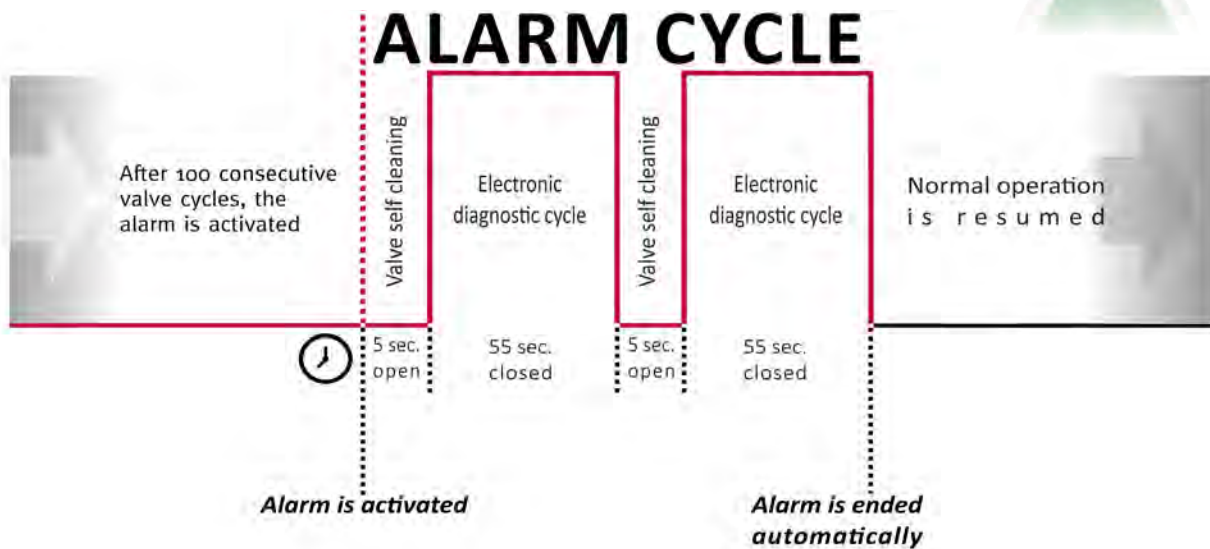 ALARM CYCLE
After 100 consecutive
valve cycles, the
alarm is activated
Valve self cleaning
Electronic
diagnostic cycle
Valve self cleaning
Electronic
diagnostic cycle
Normal operation
is resumed
5 sec.
open
55 sec.
closed
5 sec.
open
55 sec.
closed
Alarm is activated
Alarm is ended
automatically